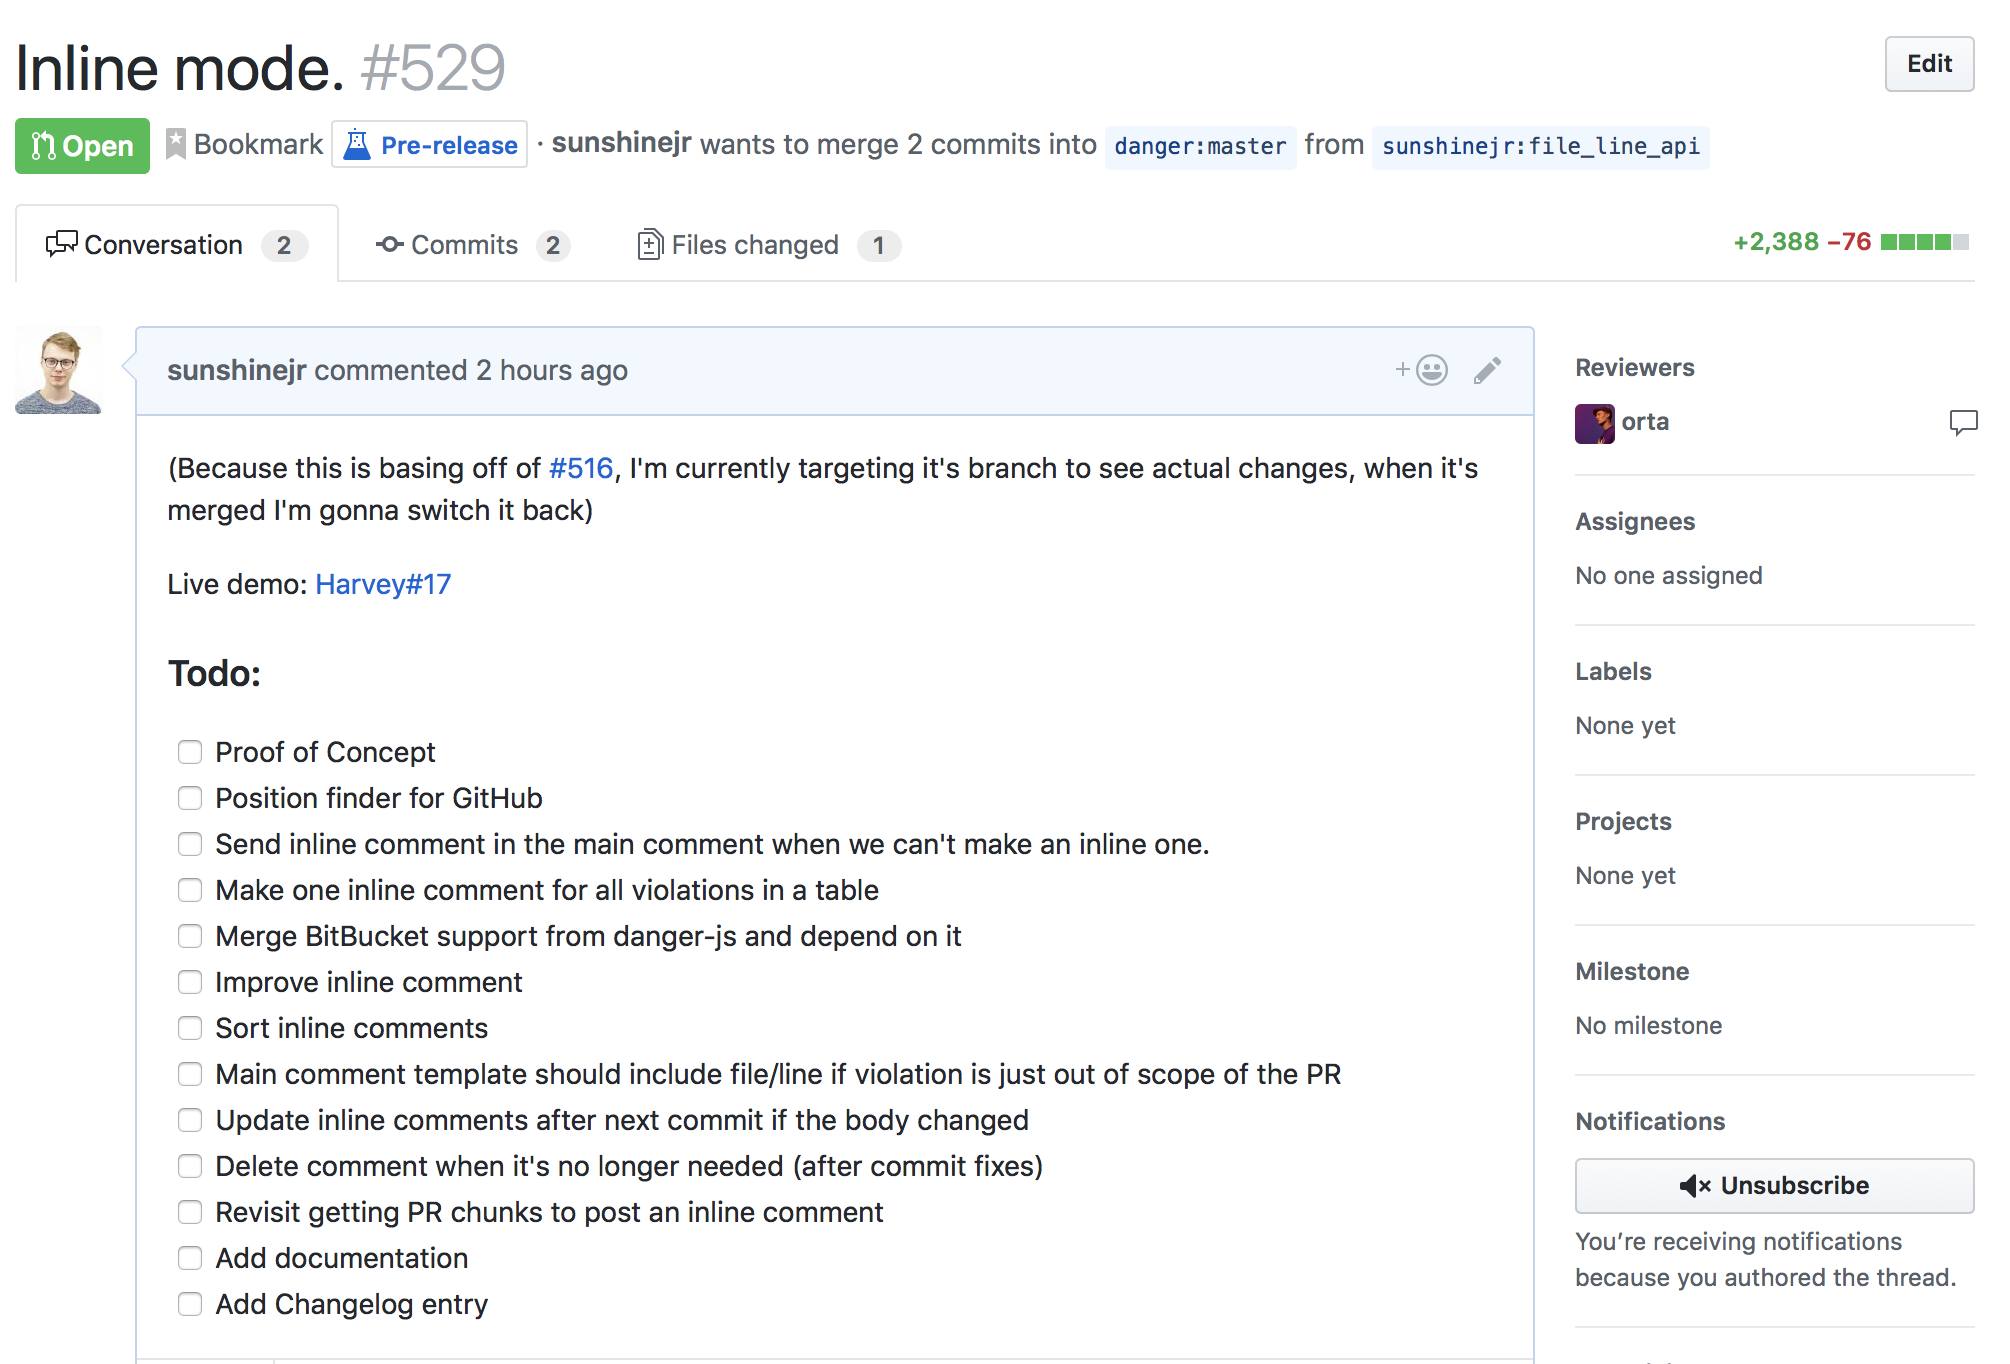 Inline mode. #529
Edit
Open Bookmark Pre-release · sunshinejr wants to merge 2 commits into danger:master from sunshinejr:file_line_api
Conversation 2 Commits 2 Files changed 1 +2,388 −76
sunshinejr commented 2 hours ago
(Because this is basing off of #516, I'm currently targeting it's branch to see actual changes, when it's
merged I'm gonna switch it back)
Live demo: Harvey#17
Todo:
Proof of Concept
Position finder for GitHub
Send inline comment in the main comment when we can't make an inline one.
Make one inline comment for all violations in a table
Merge BitBucket support from danger-js and depend on it
Improve inline comment
Sort inline comments
Main comment template should include file/line if violation is just out of scope of the PR
Update inline comments after next commit if the body changed
Delete comment when it's no longer needed (after commit fixes)
Revisit getting PR chunks to post an inline comment
Add documentation
Add Changelog entry
Reviewers
orta
Assignees
No one assigned
Labels
None yet
Projects
None yet
Milestone
No milestone
Notifications
Unsubscribe
You’re receiving notifications
because you authored the thread.